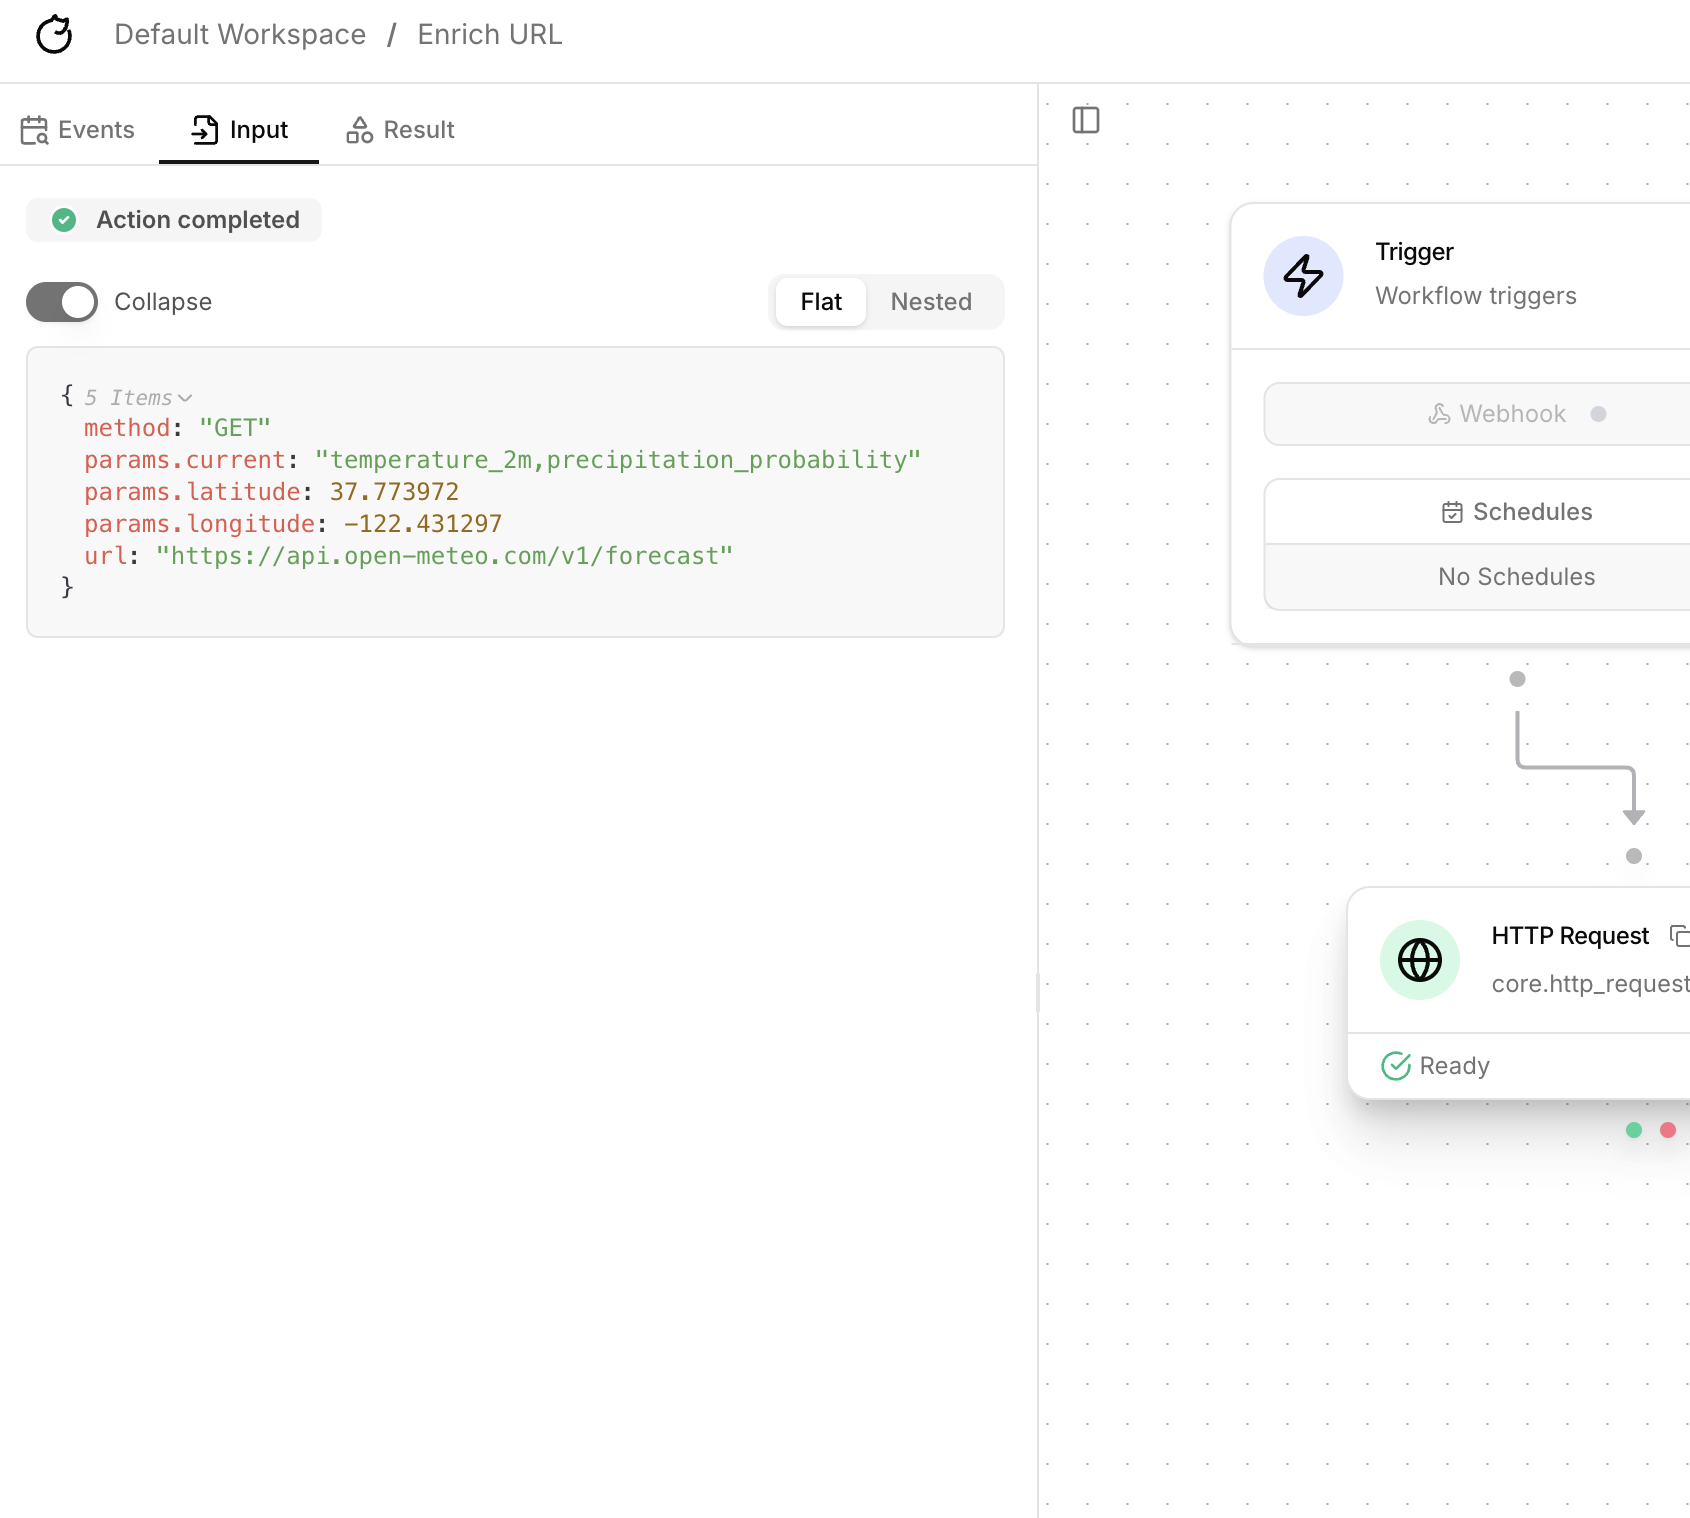 Default Workspace / Enrich URL
Events
Input
Result
Action completed
Collapse
Flat
Nested
{ 5 Items
method: "GET"
params.current: "temperature_2m,precipitation_probability"
params.latitude: 37.773972
params.longitude: -122.431297
url: "https://api.open-meteo.com/v1/forecast"
}
Trigger
Workflow triggers
Webhook
Schedules
No Schedules
HTTP Request
core.http_request
Ready